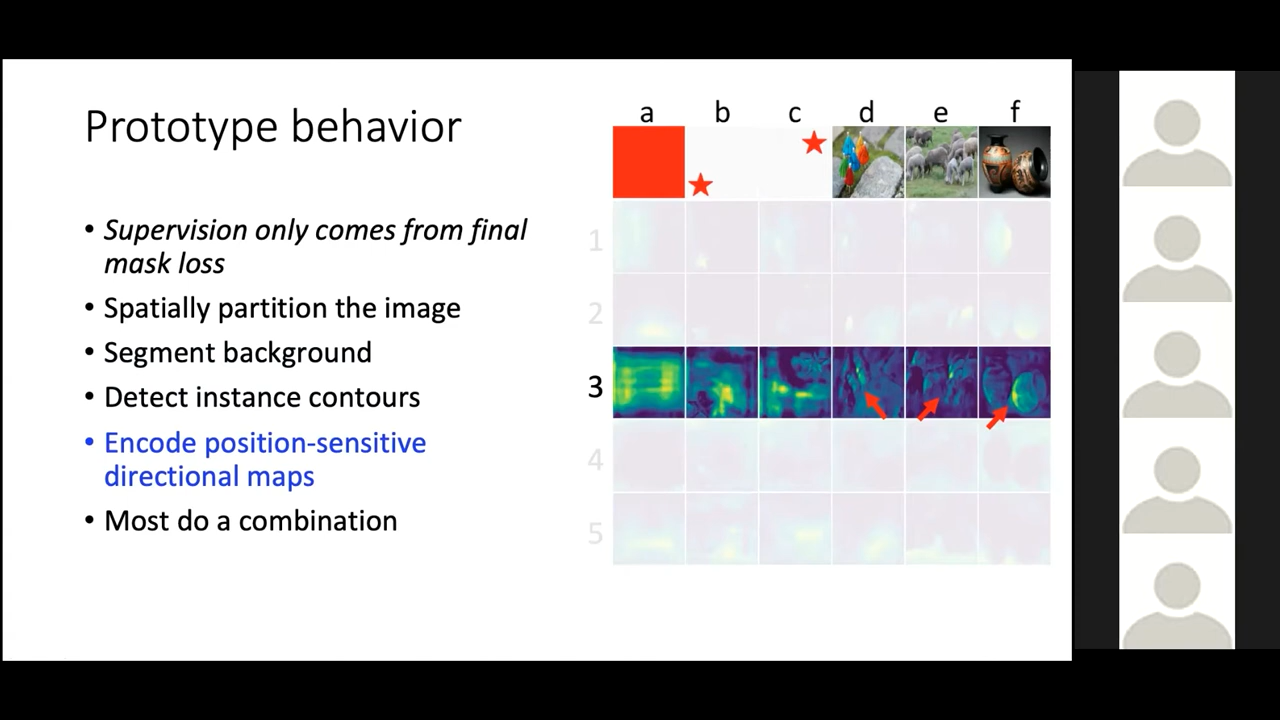 Prototype behavior
• Supervision only comes from final
mask loss
• Spatially partition the image
• Segment background
• Detect instance contours
• Encode position-sensitive
directional maps
• Most do a combination
a b c d e f
1
2
3
4
5